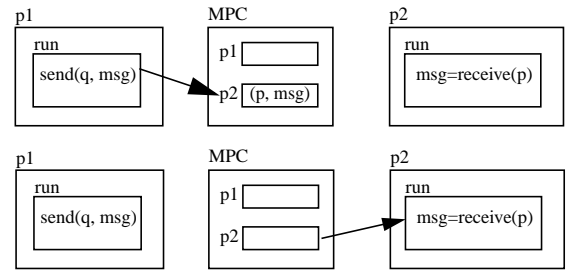 p1 MPC p2
run p1 run
send(q, msg) msg=receive(p)
p2 (p, msg)
p1 MPC p2
run p1 run
send(q, msg) msg=receive(p)
p2